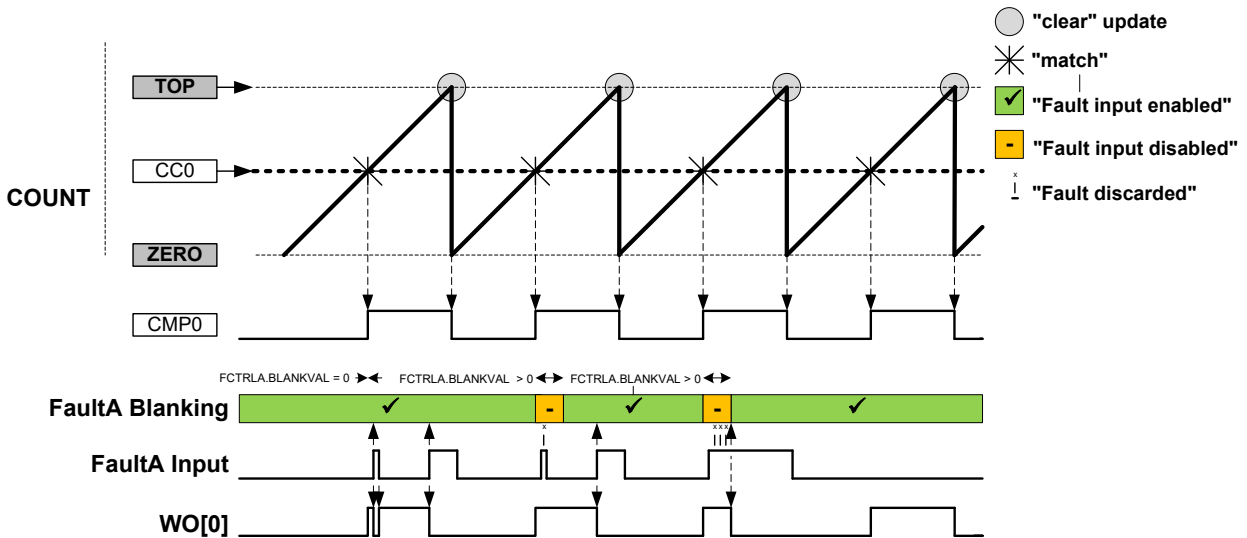 "clear" update
"match"
"Fault input enabled"
"Fault input disabled"
"Fault discarded"
x
-
TOP
CC0
COUNT
ZERO
CMP0
FCTRLA.BLANKVAL = 0
FCTRLA.BLANKVAL > 0
FCTRLA.BLANKVAL > 0
FaultA Blanking
✓ - ✓ - ✓
x
x x x
FaultA Input
WO[0]